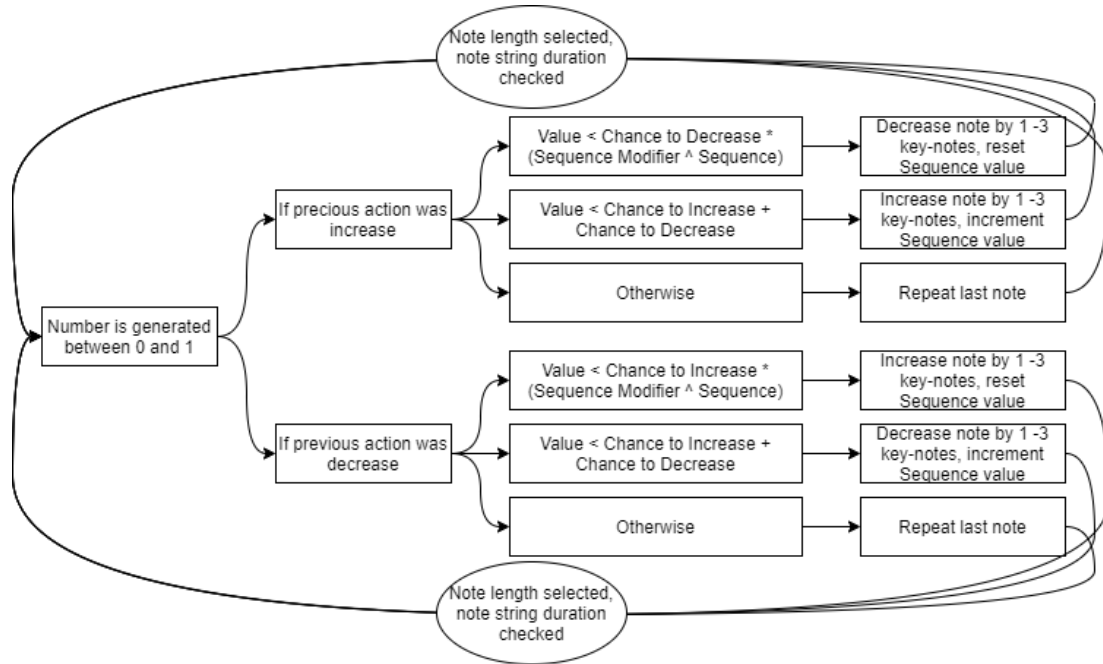 Note length selected,
note string duration
checked
Value < Chance to Decrease *
(Sequence Modifier ^ Sequence)
Decrease note by 1 -3
key-notes, reset
Sequence value
If precious action was
increase
Value < Chance to Increase +
Chance to Decrease
Increase note by 1 -3
key-notes, increment
Sequence value
Otherwise
Repeat last note
Number is generated
between 0 and 1
Value < Chance to Increase *
(Sequence Modifier ^ Sequence)
Increase note by 1 -3
key-notes, reset
Sequence value
If previous action was
decrease
Value < Chance to Increase +
Chance to Decrease
Decrease note by 1 -3
key-notes, increment
Sequence value
Otherwise
Repeat last note
Note length selected,
note string duration
checked